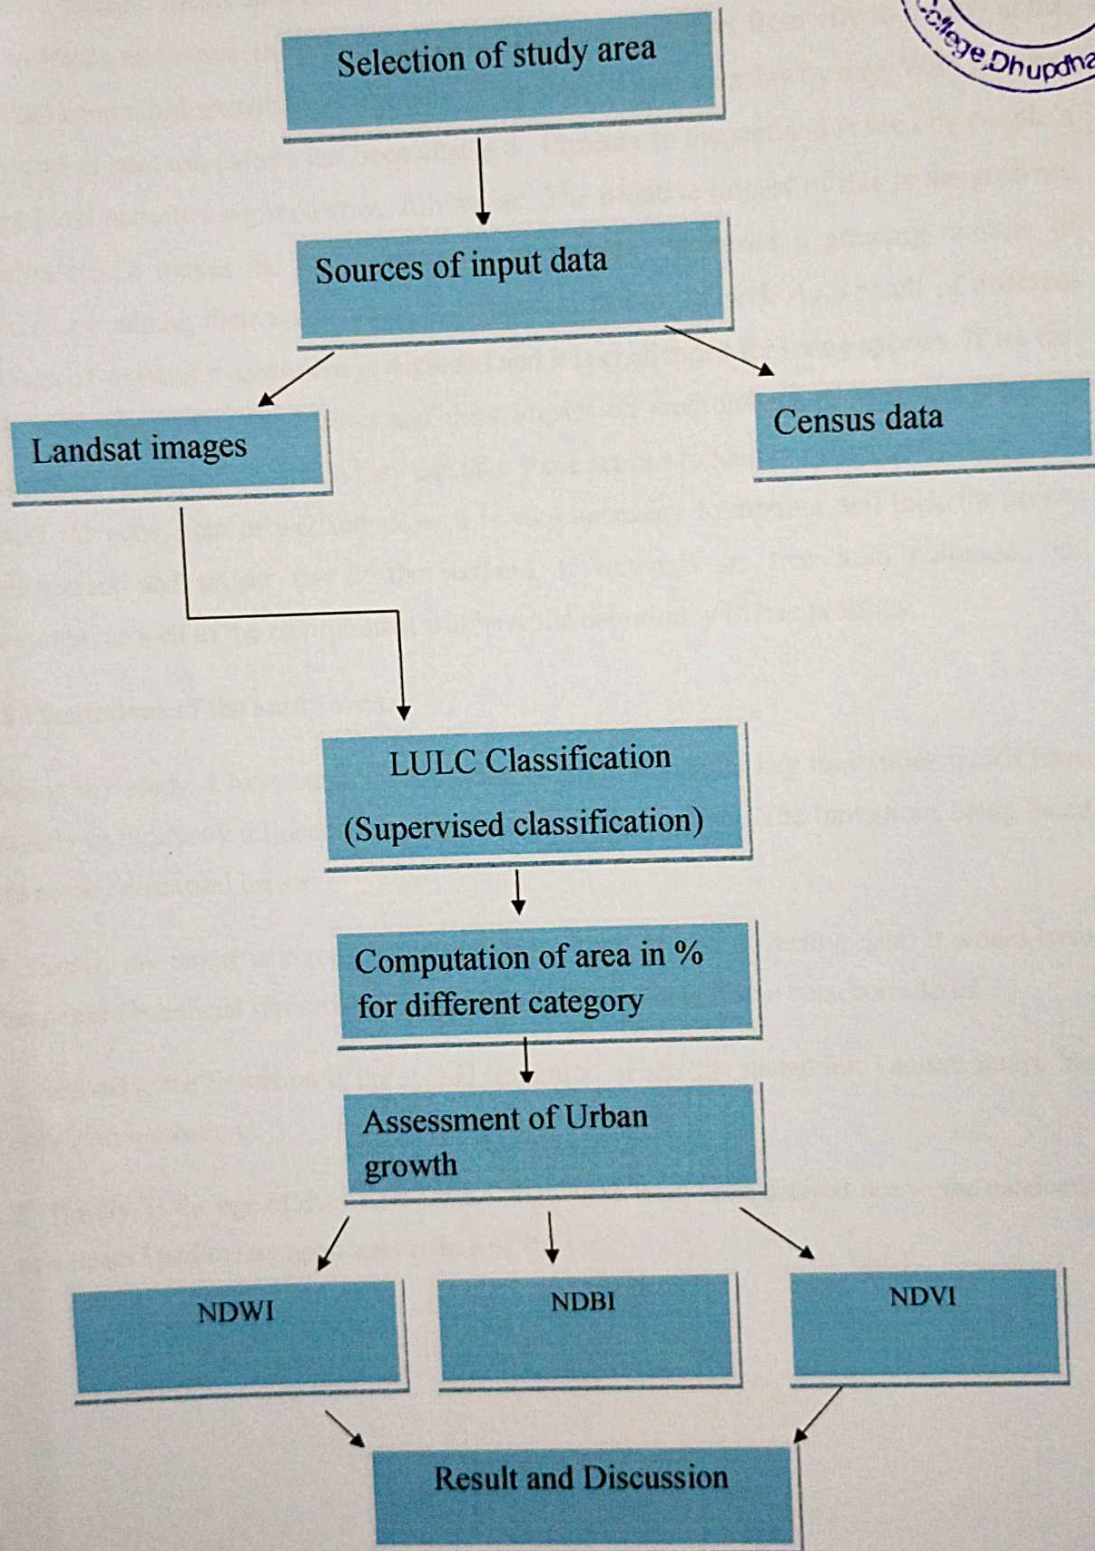 College, Dhupdha
Selection of study area
Sources of input data
Landsat images
Census data
LULC Classification
(Supervised classification)
Computation of area in %
for different category
Assessment of Urban
growth
NDWI
NDBI
NDVI
Result and Discussion